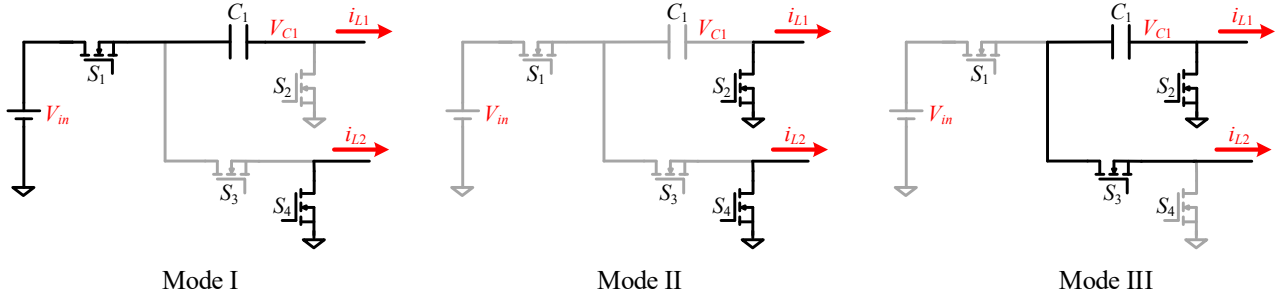 C1 iL1
VC1
S1
S2
Vin
iL2
S3
S4
Mode I
C1 iL1
VC1
S1
S2
Vin
iL2
S3
S4
Mode II
C1 iL1
VC1
S1
S2
Vin
iL2
S3
S4
Mode III